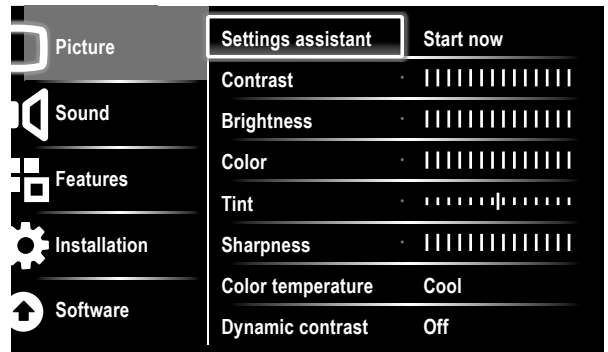 Picture
Sound
Features
Installation
Software
Settings assistant Start now
Contrast
Brightness
Color
Tint
Sharpness
Color temperature Cool
Dynamic contrast Off